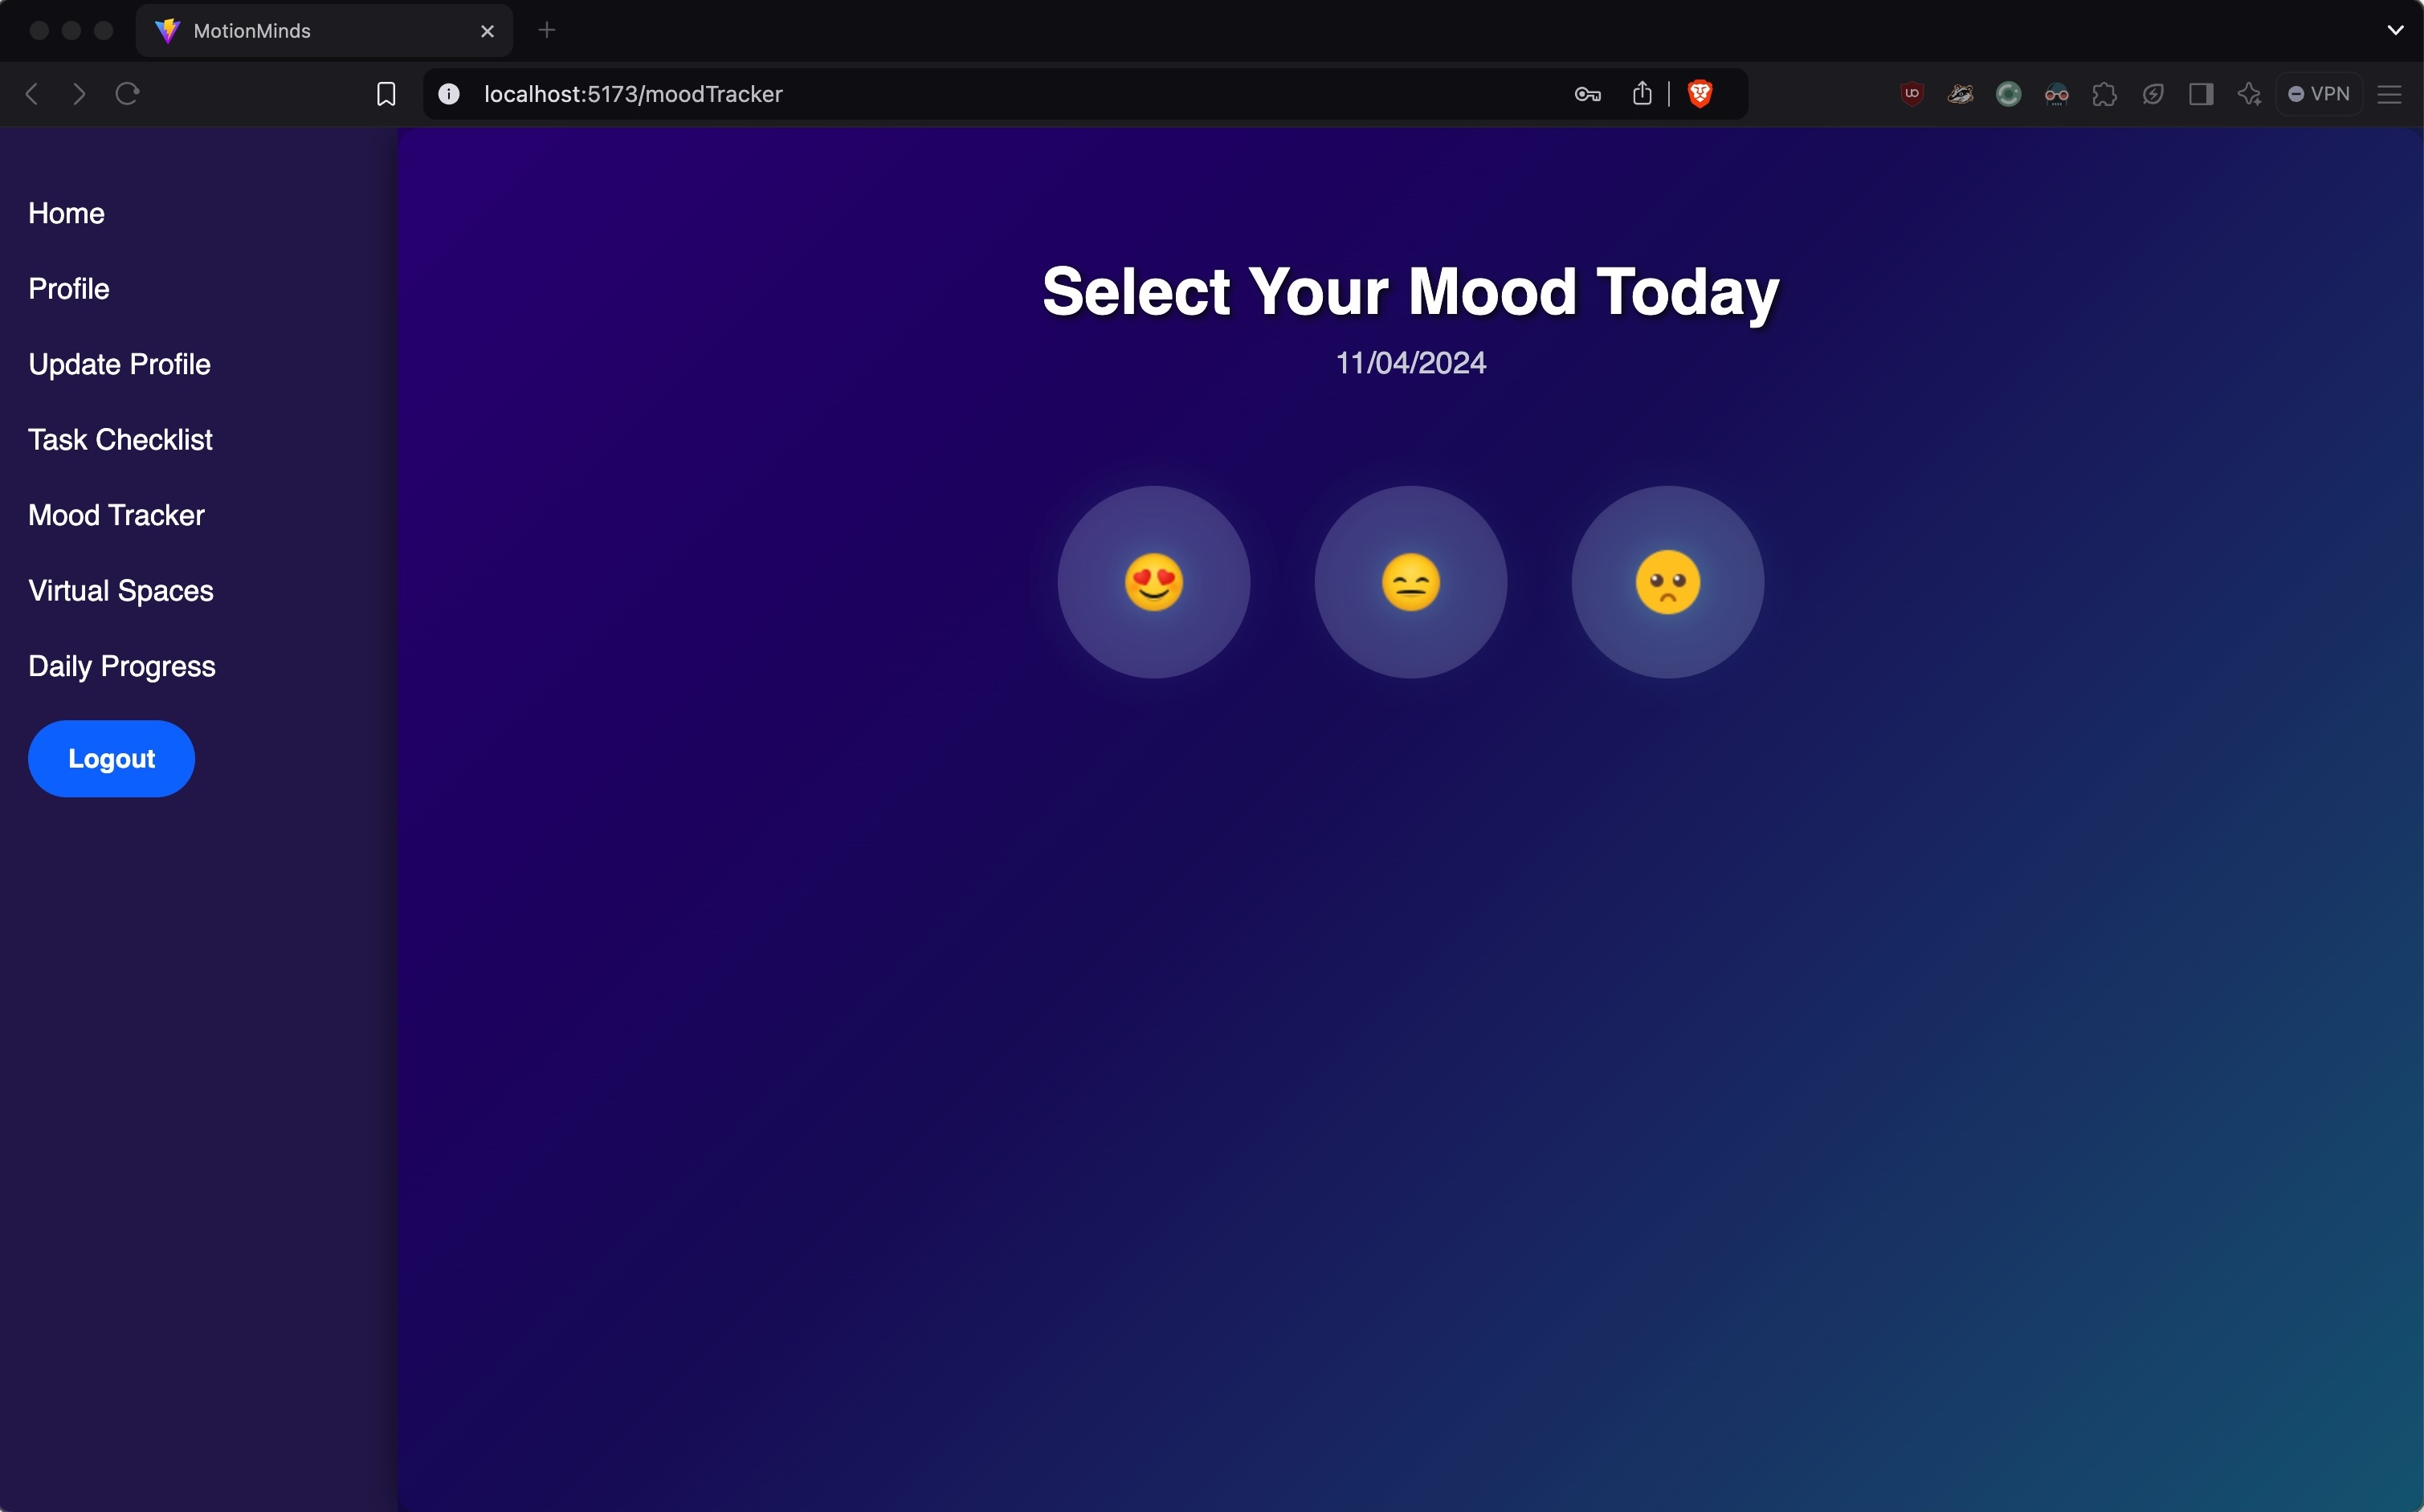 MotionMinds
localhost:5173/moodTracker
VPN
Home
Profile
Update Profile
Task Checklist
Mood Tracker
Virtual Spaces
Daily Progress
Logout
Select Your Mood Today
11/04/2024